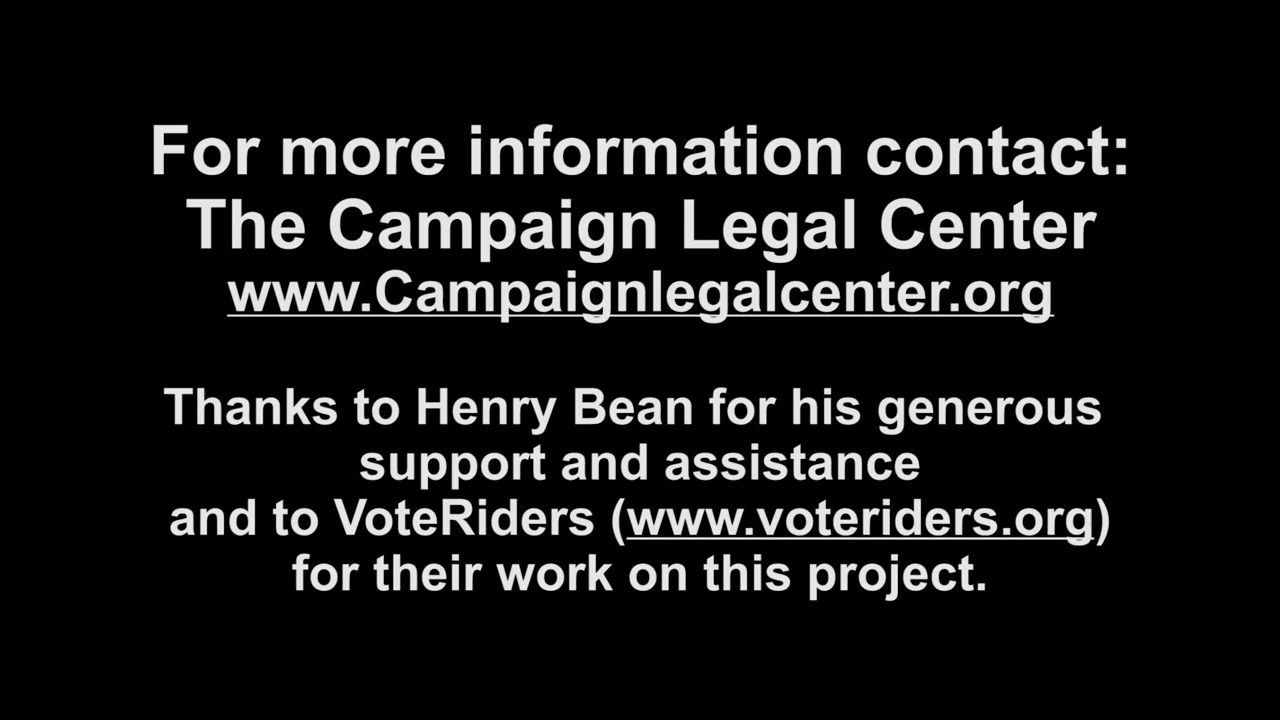 For more information contact:
The Campaign Legal Center
www.Campaignlegalcenter.org
Thanks to Henry Bean for his generous
support and assistance
and to VoteRiders (www.voteriders.org)
for their work on this project.